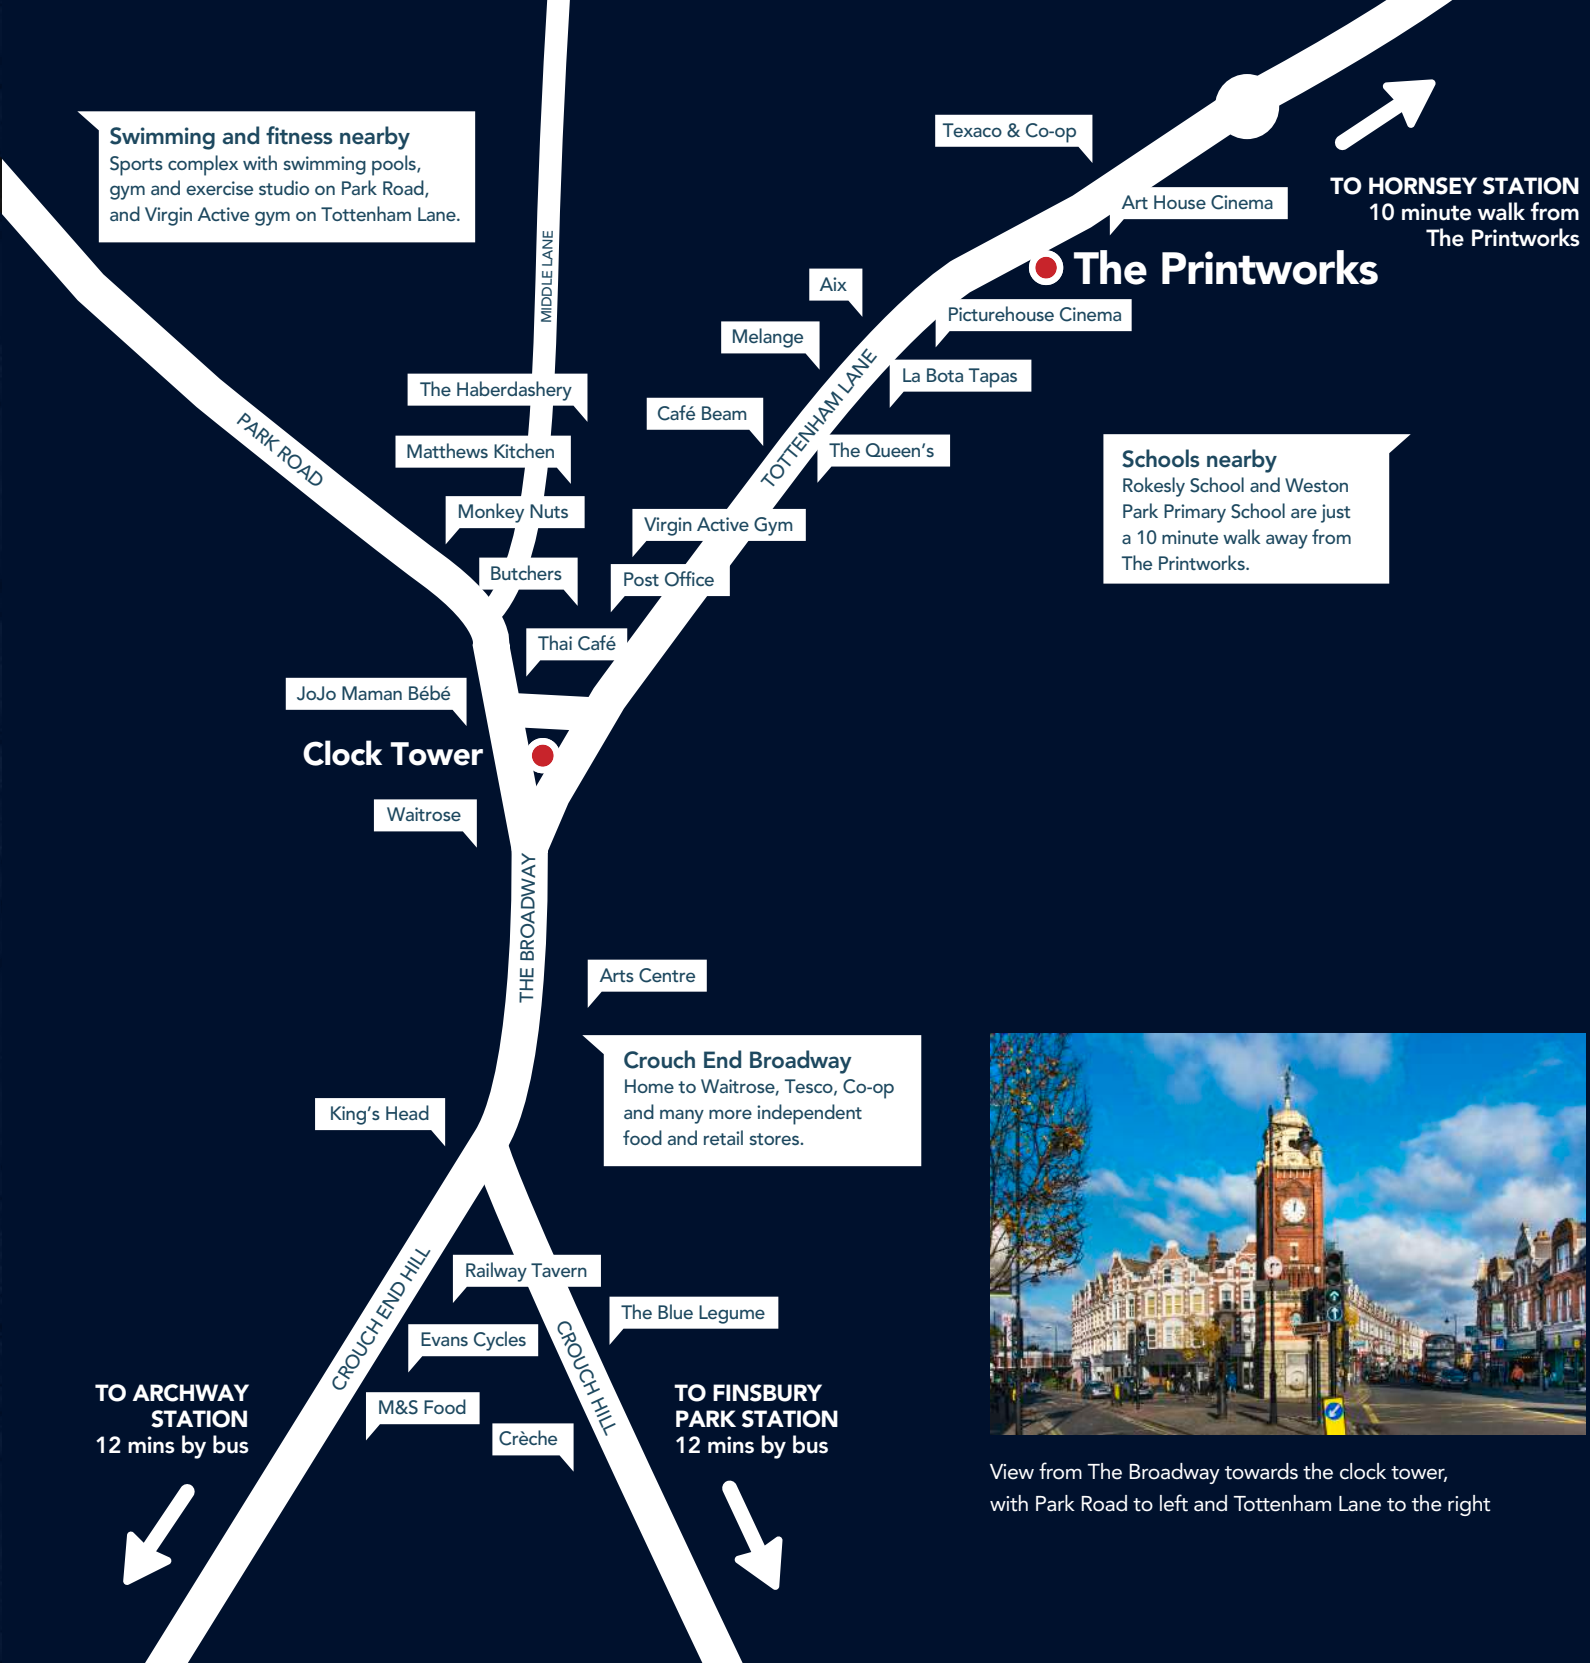 Swimming and fitness nearby
Sports complex with swimming pools,
gym and exercise studio on Park Road,
and Virgin Active gym on Tottenham Lane.
Texaco & Co-op
TO HORNSEY STATION
10 minute walk from
The Printworks
Art House Cinema
The Printworks
MIDDLE LANE
Aix
Picturehouse Cinema
Melange
La Bota Tapas
The Haberdashery
Café Beam
TOTTENHAM LANE
PARK ROAD
Matthews Kitchen
The Queen's
Schools nearby
Rokesly School and Weston
Park Primary School are just
a 10 minute walk away from
The Printworks.
Monkey Nuts
Virgin Active Gym
Butchers
Post Office
Thai Café
JoJo Maman Bébé
Clock Tower
Waitrose
THE BROADWAY
Arts Centre
Crouch End Broadway
Home to Waitrose, Tesco, Co-op
and many more independent
food and retail stores.
King's Head
Railway Tavern
The Blue Legume
CROUCH END HILL
Evans Cycles
CROUCH HILL
TO ARCHWAY
STATION
12 mins by bus
M&S Food
Crèche
TO FINSBURY
PARK STATION
12 mins by bus
View from The Broadway towards the clock tower,
with Park Road to left and Tottenham Lane to the right